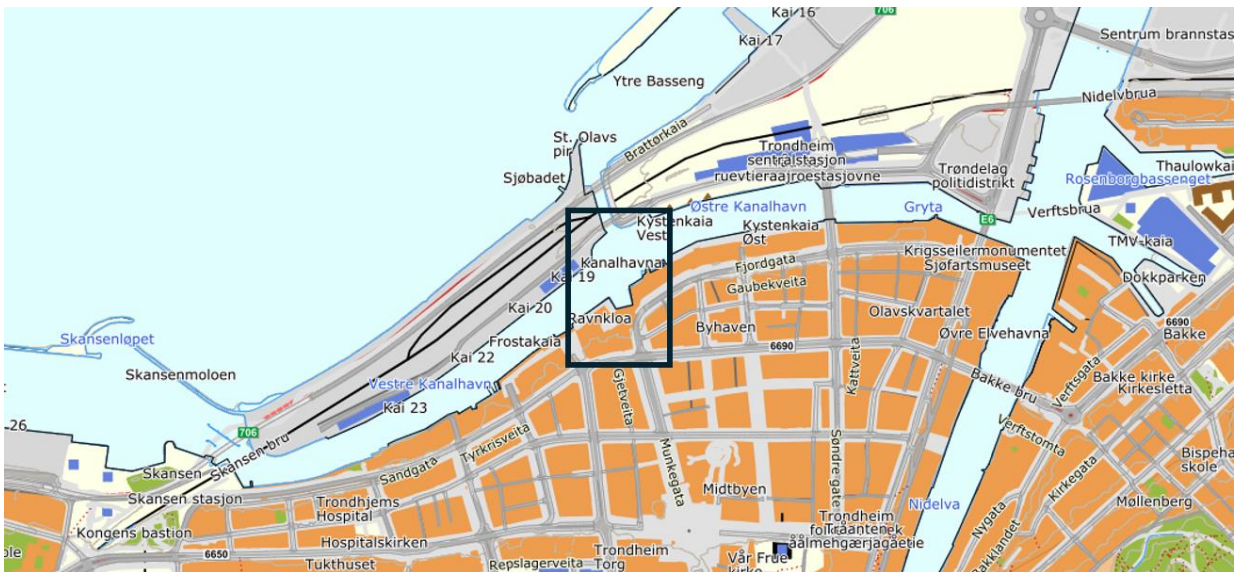 Kai 16
706
Kai 17
Sentrum brannstas
Ytre Basseng
Nidelvbrua
Brattørkaia
St. Olavs
pir
Trondheim
sentralstasjon
ruevtieraajroestasjovne
Thaulowkai
Sjøbadet
Trøndelag
politidistrikt
Rosenborgbassenget
Østre Kanalhavn
Gryta
Verftsbrua
E6
Kystenkaia
Vest
Kystenkaia
Øst
TMV-kaia
Krigsseilermonumentet
Sjøfartsmuseet
Kanalhavna
Kai 19
Fjordgata
Gaubekveita
Dokkparken
Kai 20
Ravnkloa
Byhaven
Olavskvartalet
6690
Bakke
Skansenløpet
Frostakaia
6690
Øvre Elvehavna
Kai 22
Skansenmoloen
Vestre Kanalhavn
Gjetveita
Kattveita
Bakke bru
Verftsgata
Bakke kirke
Kirkesletta
Kai 23
26
706
Skansen bru
Tyrkrisveita
Verftstomta
Bispeha
skole
Skansen
Sandgata
Munkegata
Søndregate
Kirkegata
Skansen stasjon
Trondhjems
Hospital
Midtbyen
Nidelva
Nygata
Møllenberg
Kongens bastion
Trondheim
Bakklandet
ole
6650
Hospitalskirken
Tukthuset
Repslagerveita
Trondheim
Torg
Vår Frue
kirke